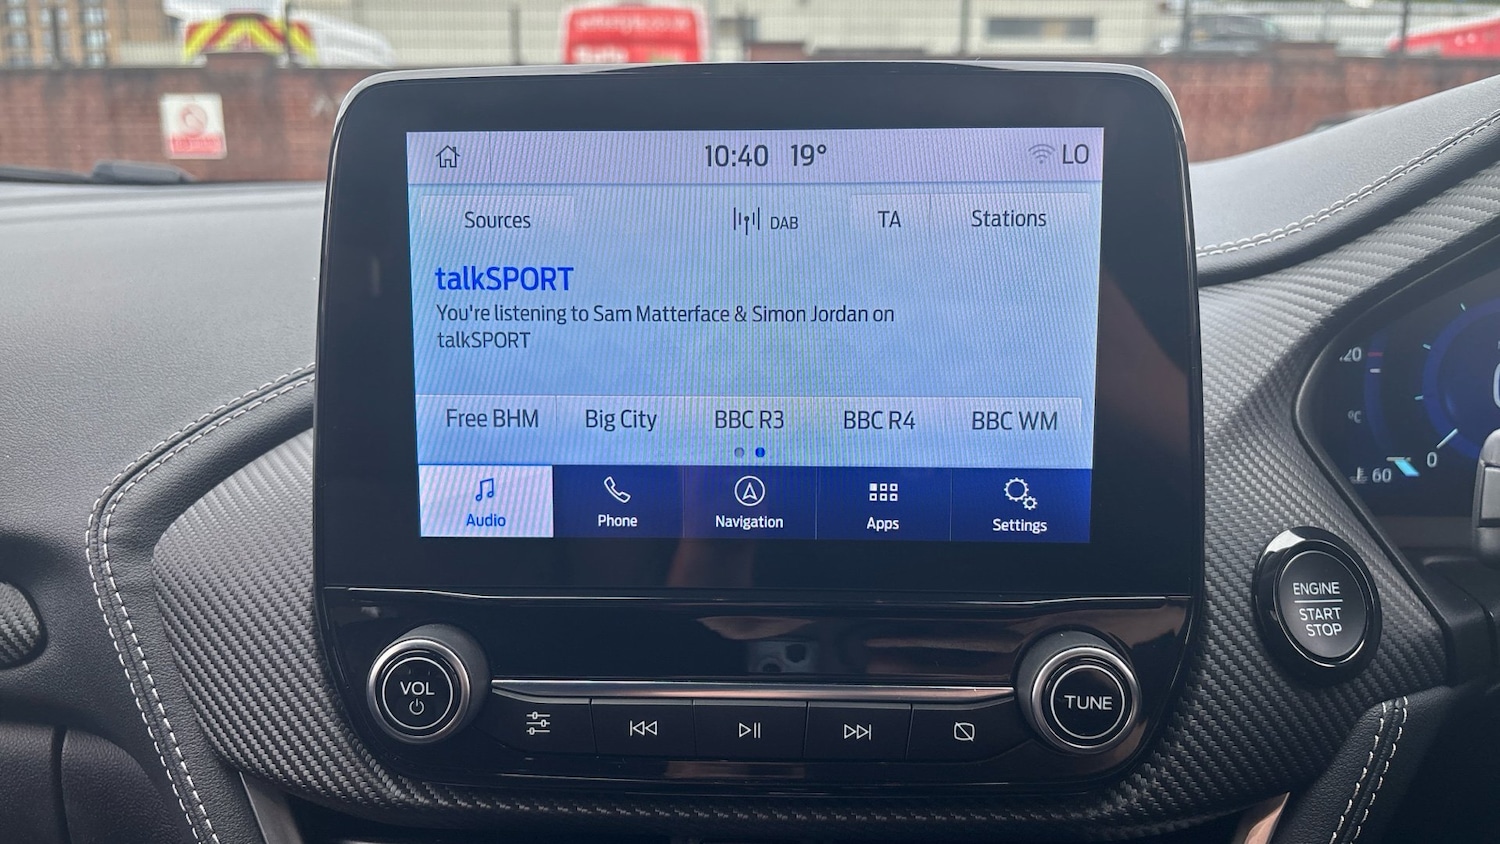 10:40 19° LO
Sources DAB TA Stations
talkSPORT
You're listening to Sam Matterface & Simon Jordan on
talkSPORT
Free BHM Big City BBC R3 BBC R4 BBC WM
Audio Phone Navigation Apps Settings
120
°C
60 0
ENGINE
START
STOP
VOL
TUNE